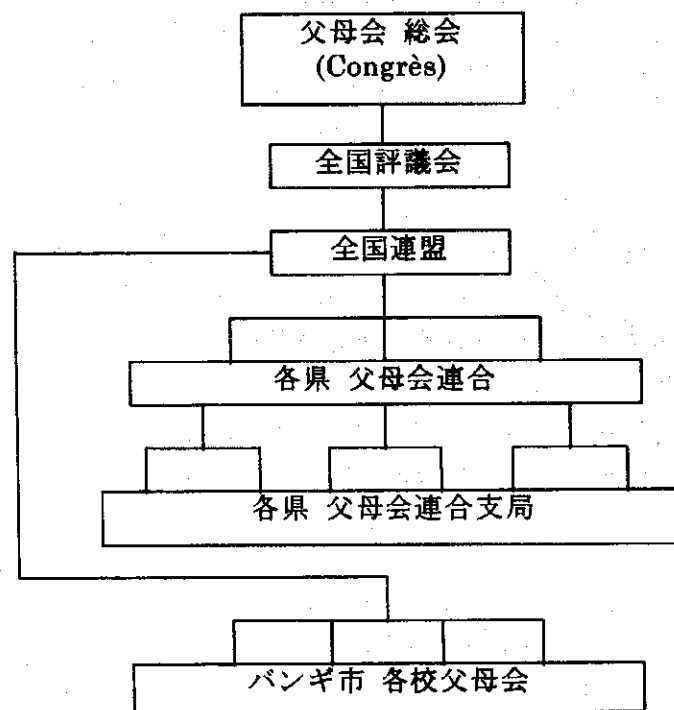 父母会 総会
(Congrès)
全国評議会
全国連盟
各県 父母会連合
各県 父母会連合支局
バンギ市 各校父母会